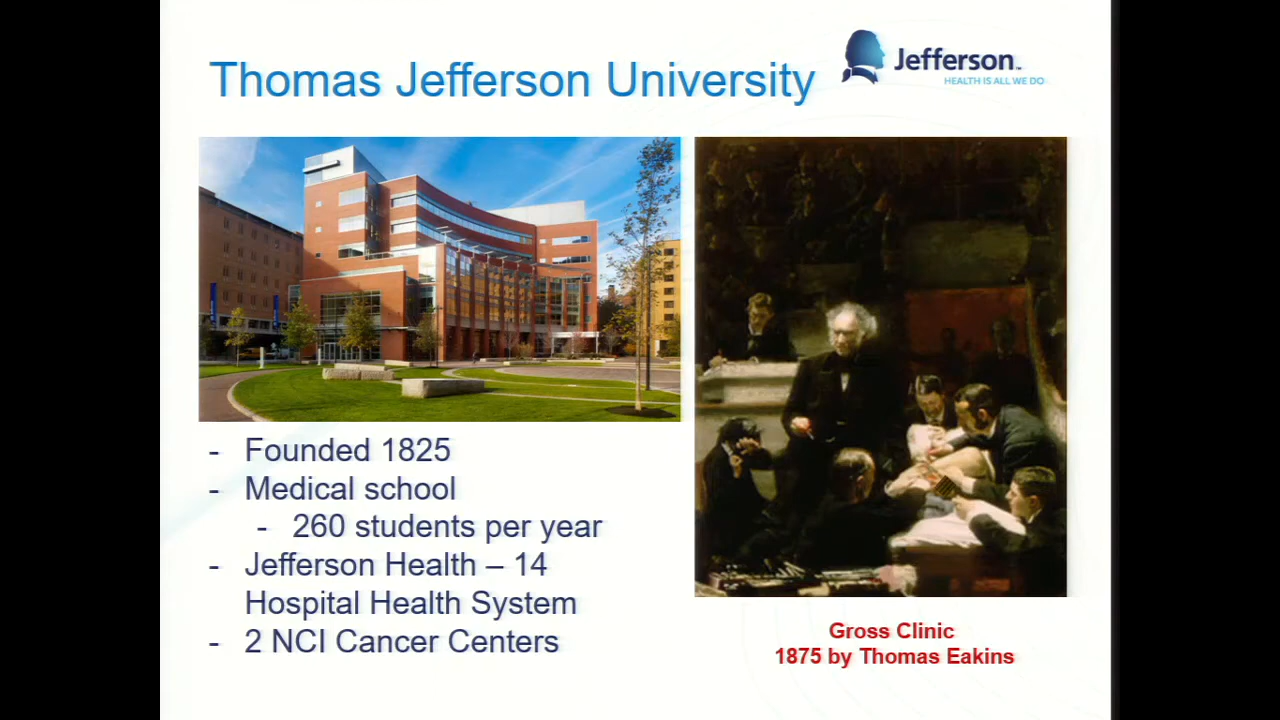 Thomas Jefferson University
Jefferson™
HEALTH IS ALL WE DO
- Founded 1825
- Medical school
- 260 students per year
- Jefferson Health – 14
Hospital Health System
- 2 NCI Cancer Centers
Gross Clinic
1875 by Thomas Eakins